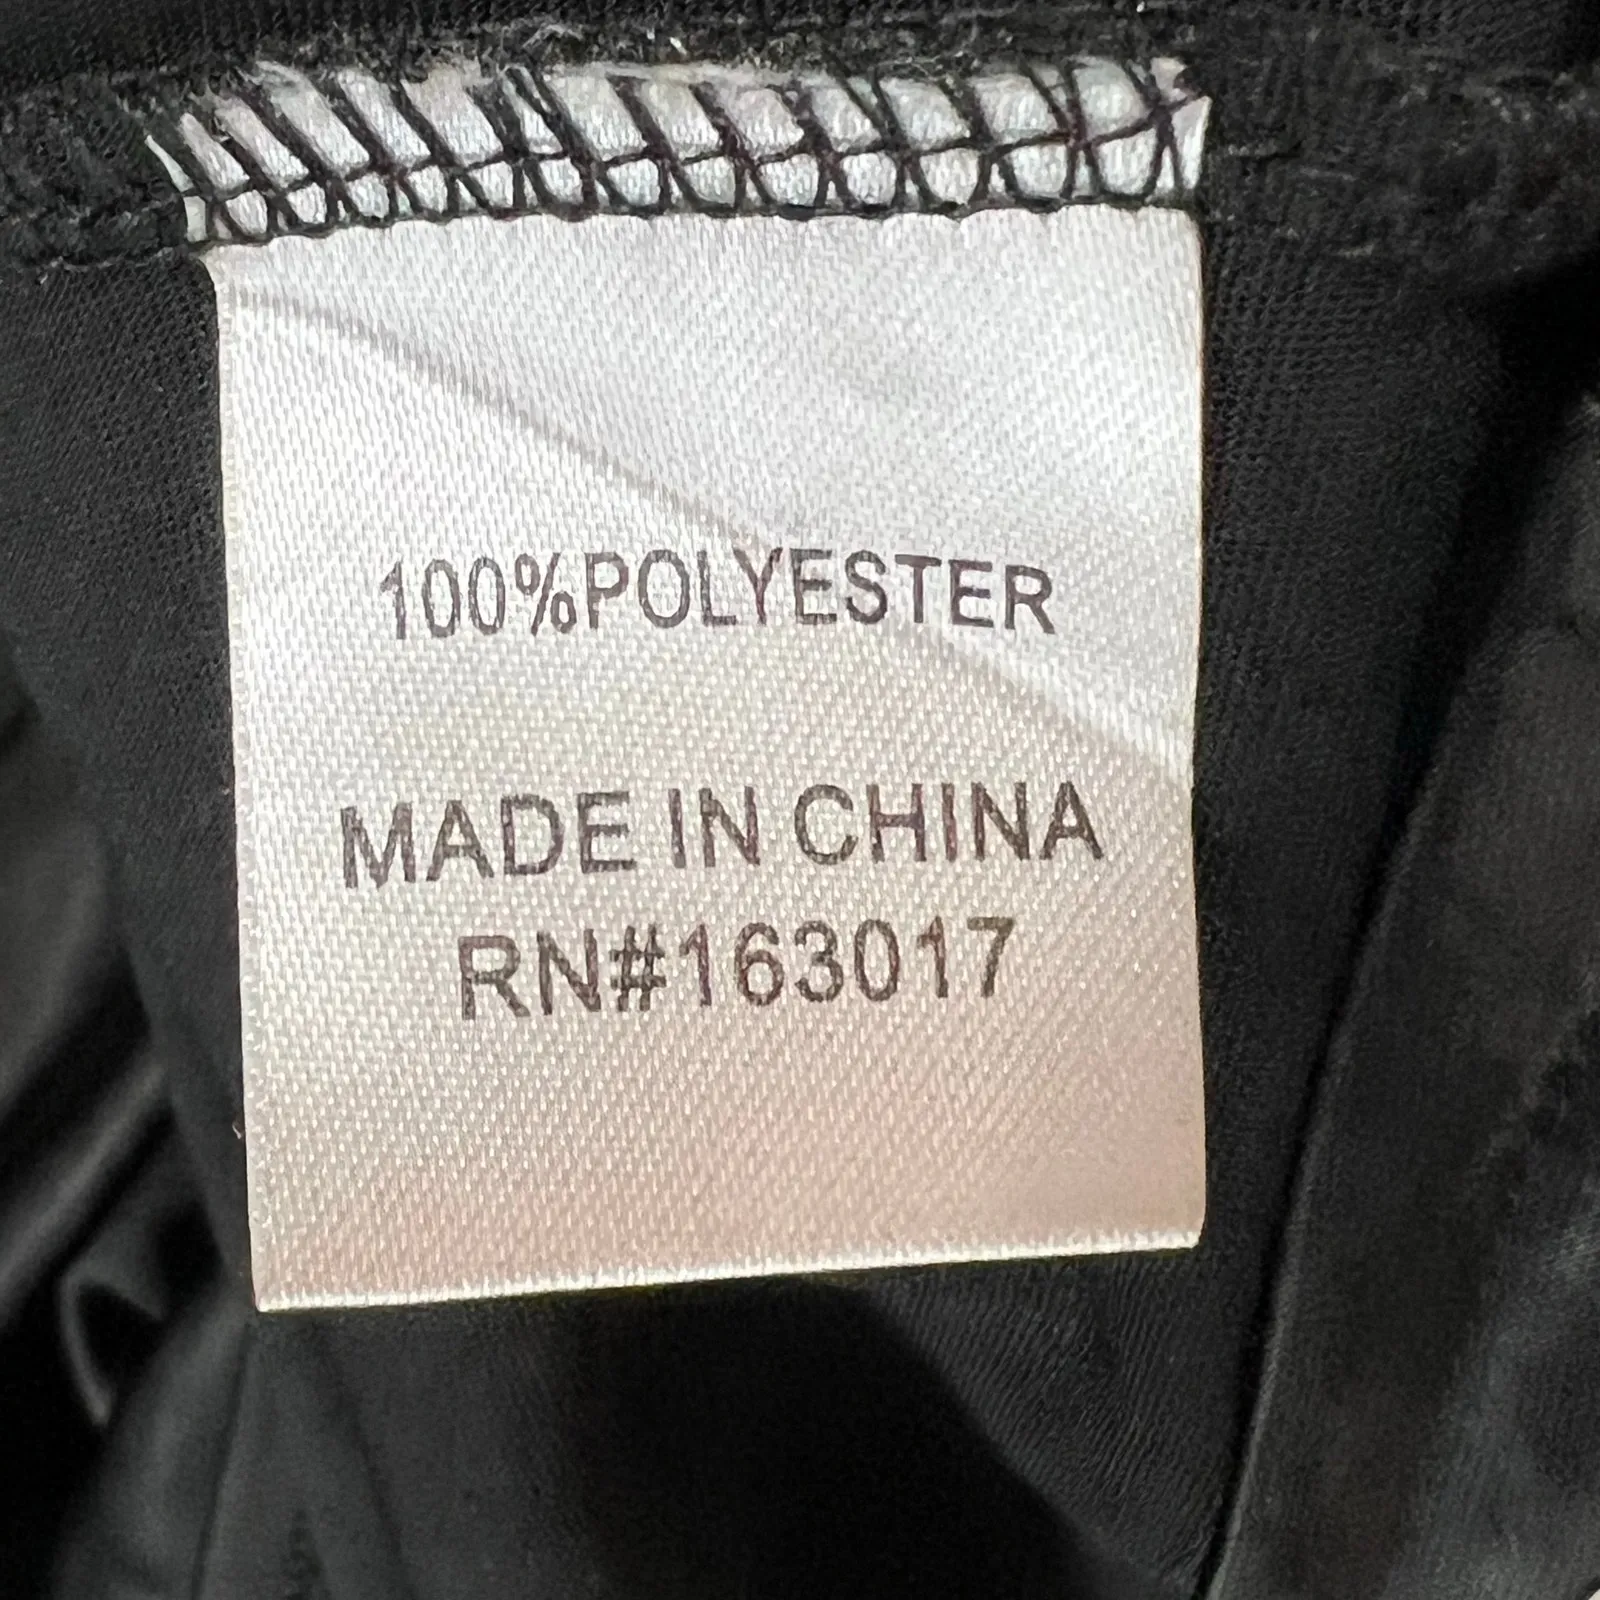 100%POLYESTER
MADE IN CHINA
RN#163017